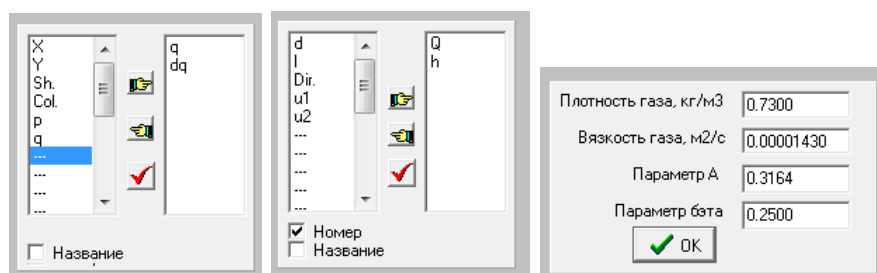 X
Y
Sh.
Col.
p
q
---
---
---
---
q
dq
Название
d
l
Dir.
u1
u2
---
---
---
---
---
Q
h
Номер
Название
Плотность газа, кг/м3 0.7300
Вязкость газа, м2/с 0.00001430
Параметр А 0.3164
Параметр бэта 0.2500
OK